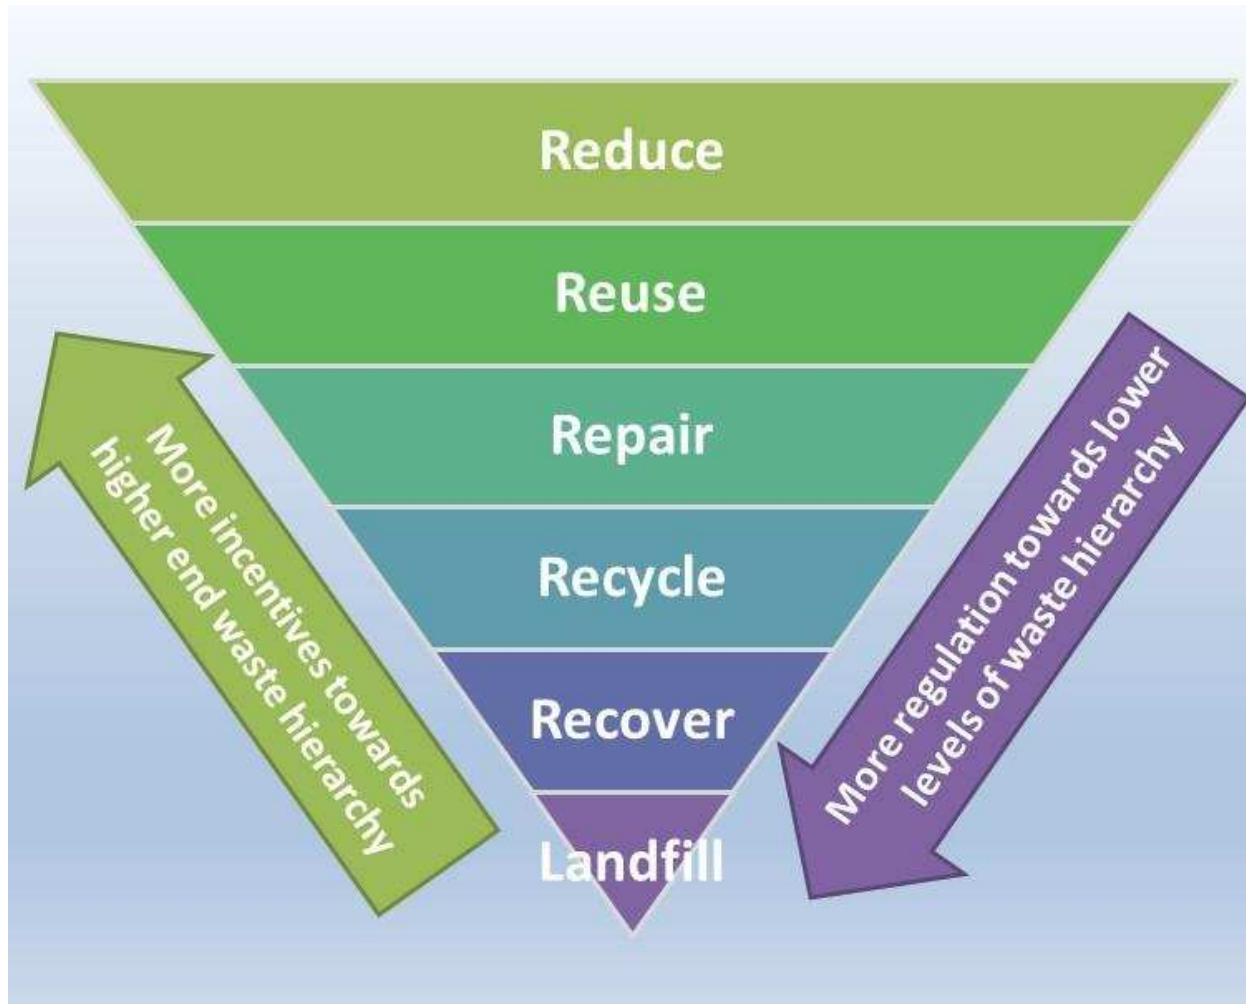 Reduce
Reuse
Repair
Recycle
Recover
Landfill
More incentives towards
higher end waste hierarchy
More regulation towards lower
levels of waste hierarchy